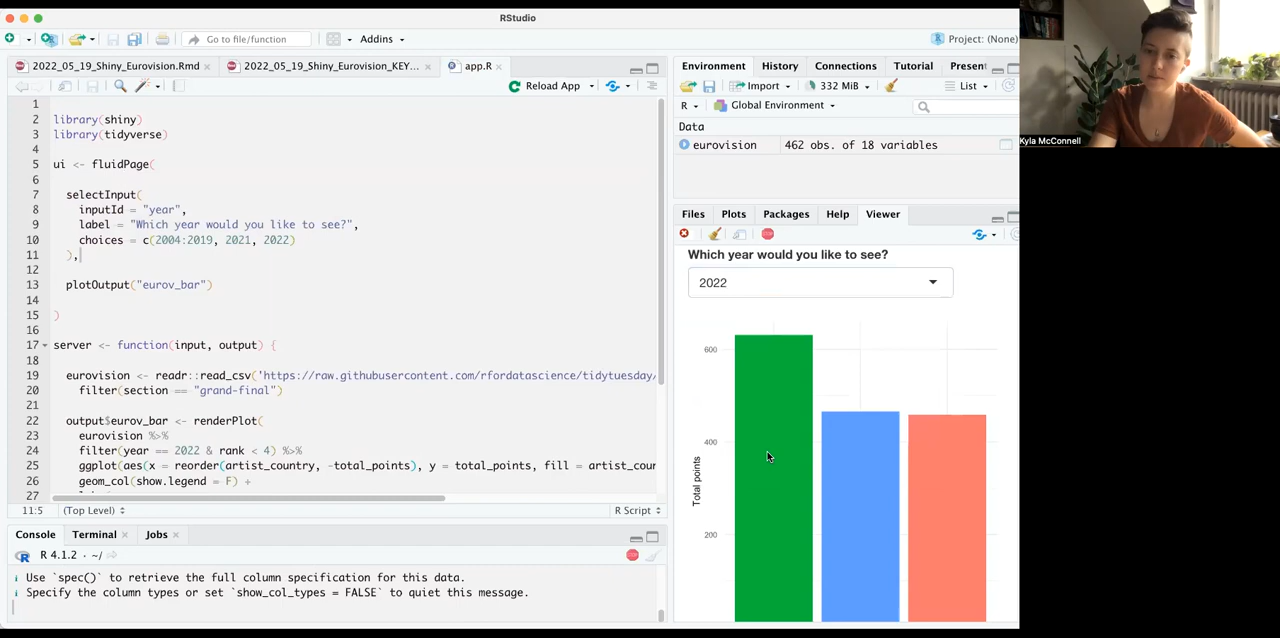 RStudio
Go to file/function
Addins
Project: (None)
2022_05_19_Shiny_Eurovision.Rmd
2022_05_19_Shiny_Eurovision_KEY...
app.R
Reload App
1
2 library(shiny)
3 library(tidyverse)
4
5 ui <- fluidPage(
6
7 selectInput(
8 inputId = "year",
9 label = "Which year would you like to see?",
10 choices = c(2004:2019, 2021, 2022)
11 ),
12
13 plotOutput("eurov_bar")
14
15 )
16
17 server <- function(input, output) {
18
19 eurovision <- readr::read_csv('https://raw.githubusercontent.com/rfordatascience/tidytuesday/
20 filter(section == "grand-final")
21
22 output$eurov_bar <- renderPlot(
23 eurovision %>%
24 filter(year == 2022 & rank < 4) %>%
25 ggplot(aes(x = reorder(artist_country, -total_points), y = total_points, fill = artist_cour
26 geom_col(show.legend = F) +
27
11:5 (Top Level) R Script
Console Terminal Jobs
R 4.1.2 · ~/
i Use `spec()` to retrieve the full column specification for this data.
i Specify the column types or set `show_col_types = FALSE` to quiet this message.
Environment History Connections Tutorial Present
Import 332 MiB List
R Global Environment
Data
eurovision 462 obs. of 18 variables
Files Plots Packages Help Viewer
Which year would you like to see?
2022
600
400
200
Total points
Kyla McConnell